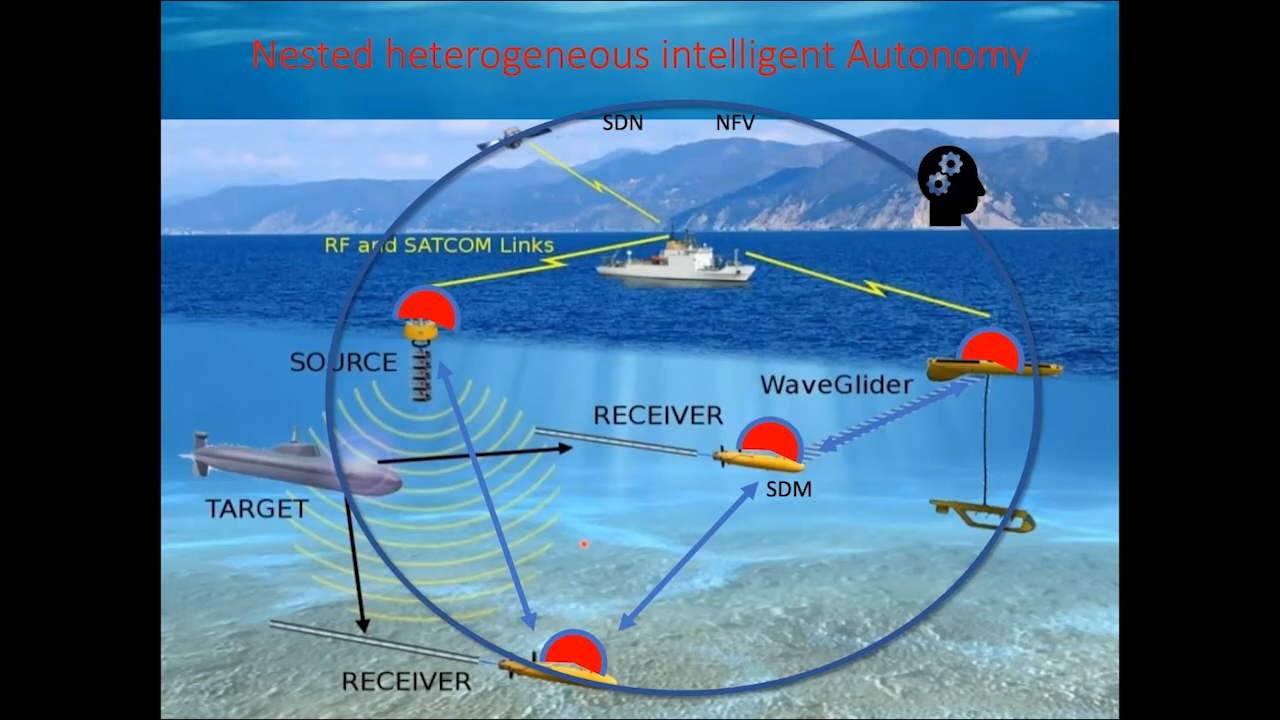 Nested heterogeneous intelligent Autonomy
SDN
NFV
RF and SATCOM Links
SOURCE
WaveGlider
RECEIVER
SDM
TARGET
RECEIVER